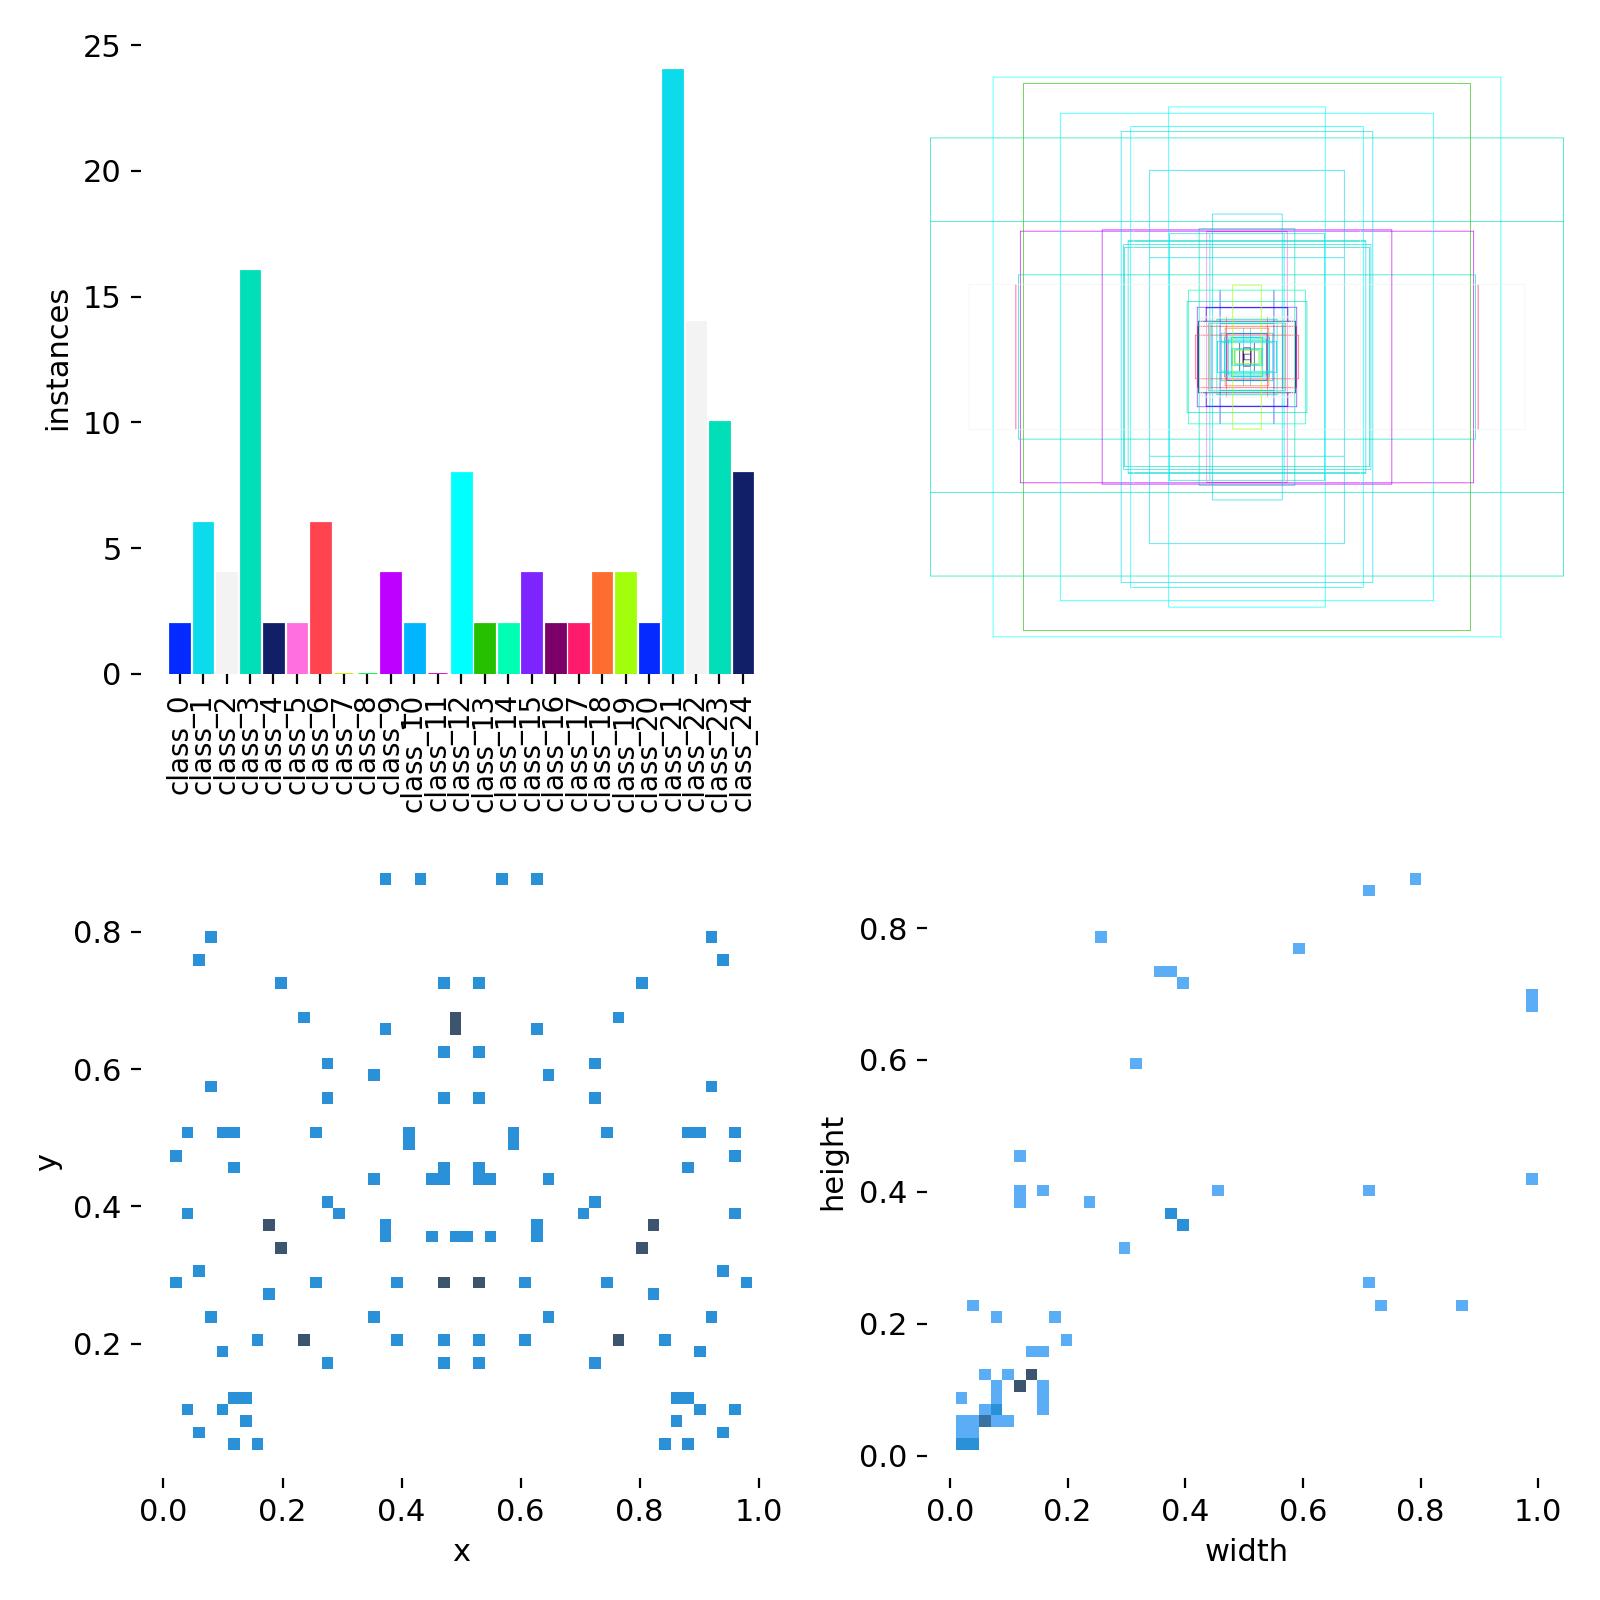 25
20
15
10
5
0
instances
class_0
class_1
class_2
class_3
class_4
class_5
class_6
class_7
class_8
class_9
class_10
class_11
class_12
class_13
class_14
class_15
class_16
class_17
class_18
class_19
class_20
class_21
class_22
class_23
class_24
0.8
0.6
0.4
0.2
y
0.0 0.2 0.4 0.6 0.8 1.0
x
0.8
0.6
0.4
0.2
0.0
height
0.0 0.2 0.4 0.6 0.8 1.0
width